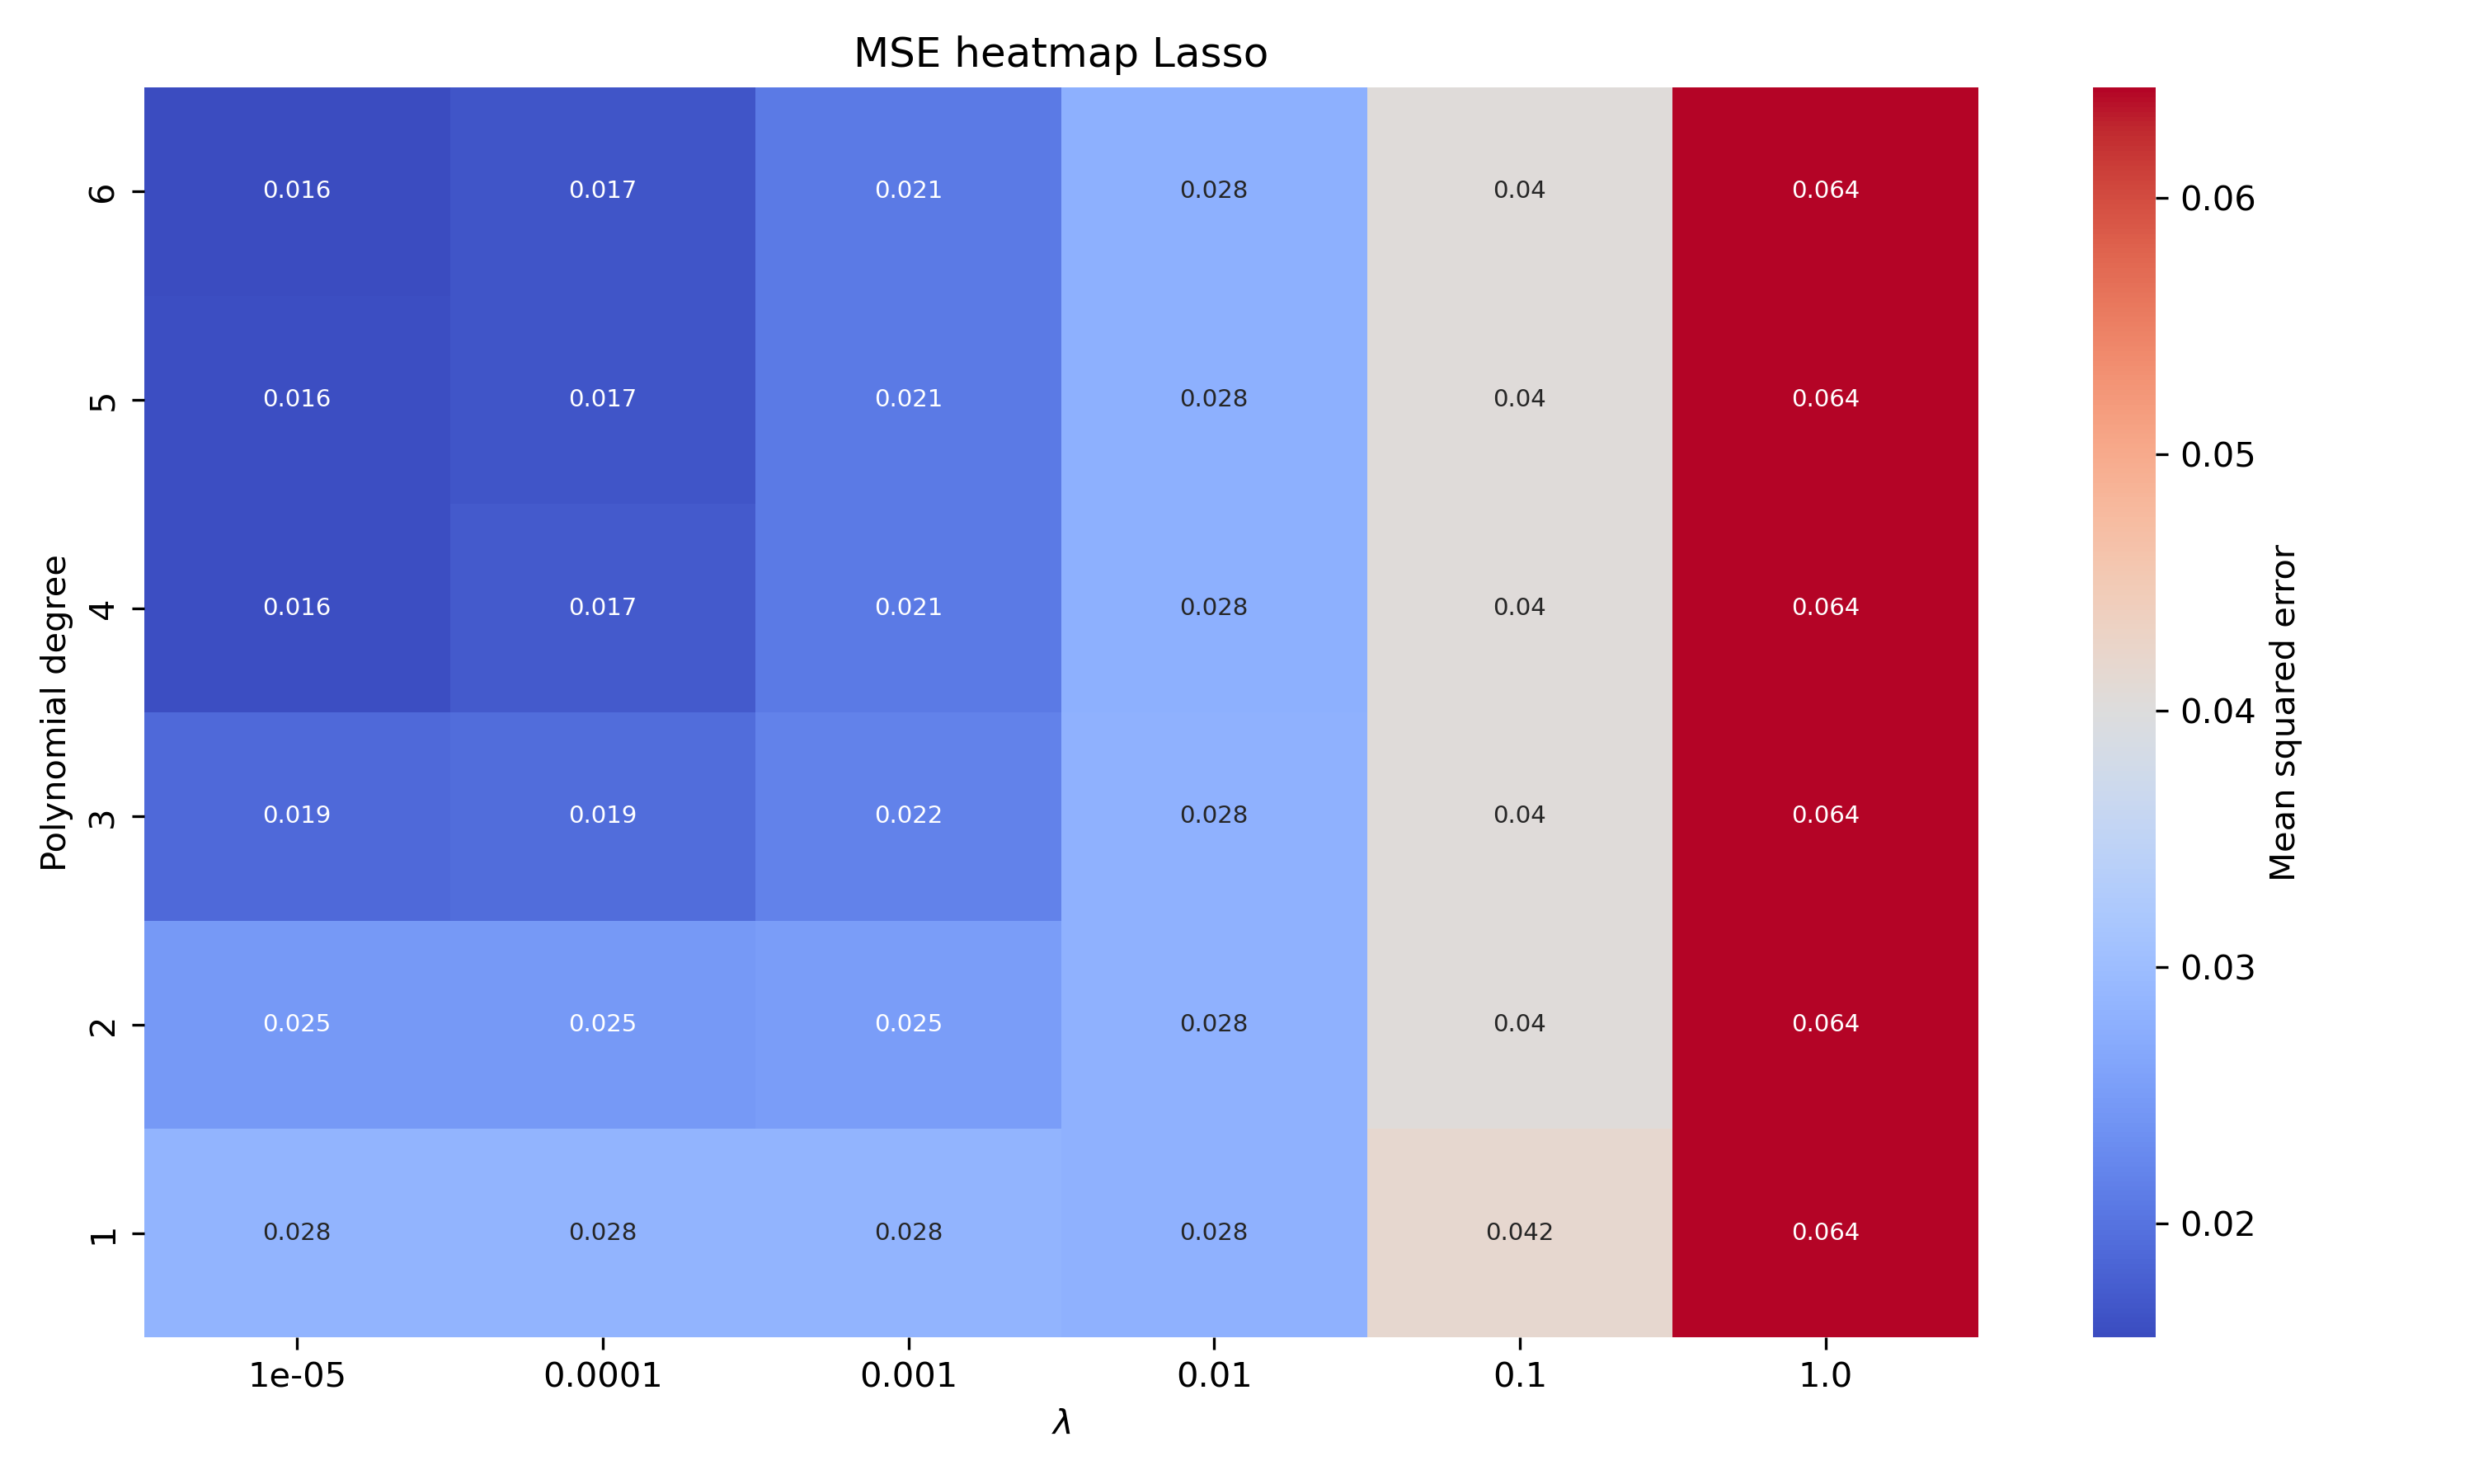 MSE heatmap Lasso
Polynomial degree
6
0.016 0.017 0.021 0.028 0.04 0.064
5
0.016 0.017 0.021 0.028 0.04 0.064
4
0.016 0.017 0.021 0.028 0.04 0.064
3
0.019 0.019 0.022 0.028 0.04 0.064
2
0.025 0.025 0.025 0.028 0.04 0.064
1
0.028 0.028 0.028 0.028 0.042 0.064
1e-05 0.0001 0.001 0.01 0.1 1.0
λ
0.06
0.05
0.04
0.03
0.02
Mean squared error